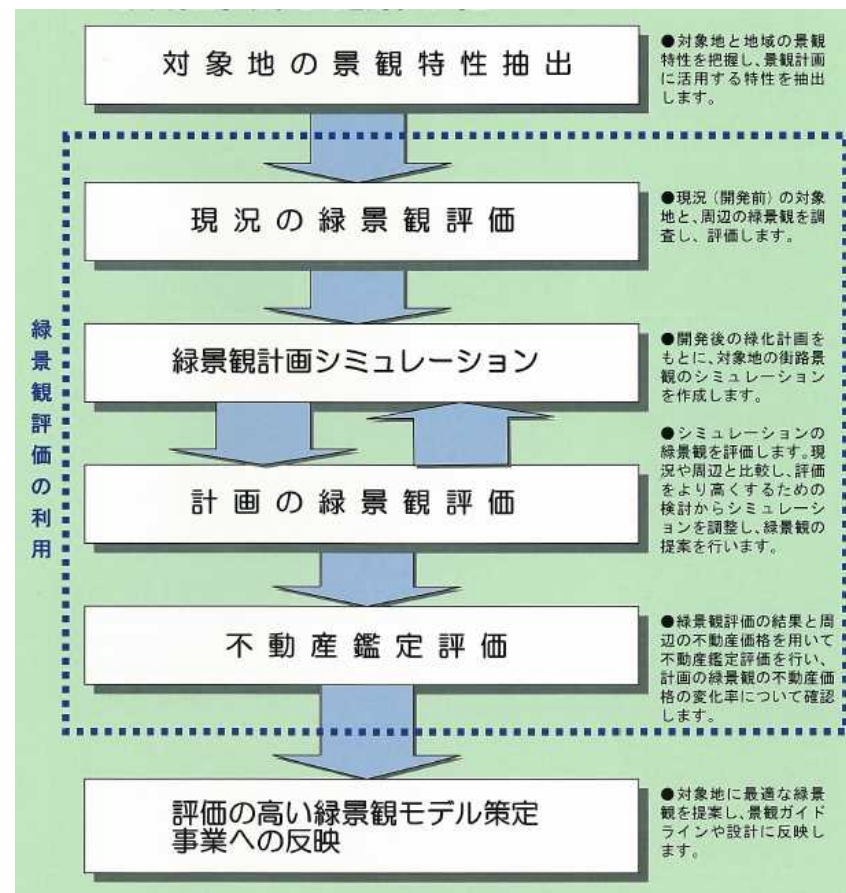 対象地の景観特性抽出
●対象地と地域の景観
特性を把握し、景観計画
に活用する特性を抽出
します。
現況の緑景観評価
●現況（開発前）の対象
地と、周辺の緑景観を調
査し、評価します。
緑景観評価の利用
緑景観計画シミュレーション
●開発後の緑化計画を
もとに、対象地の街路景
観のシミュレーション
を作成します。
計画の緑景観評価
●シミュレーションの
緑景観を評価します。現
況や周辺と比較し、評価
をより高くするための
検討からシミュレーシ
ョンを調整し、緑景観の
提案を行います。
不動産鑑定評価
●緑景観評価の結果と周
辺の不動産価格を用いて
不動産鑑定評価を行い、
計画の緑景観の不動産価
格の変化率について確認
します。
評価の高い緑景観モデル策定
事業への反映
●対象地に最適な緑景
観を提案し、景観ガイド
ラインや設計に反映し
ます。